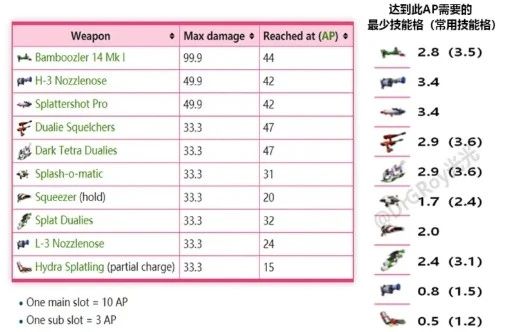 达到此AP需要的
最少技能格（常用技能格）
Weapon Max damage Reached at (AP)
Bamboozler 14 Mk I 99.9 44 2.8 (3.5)
H-3 Nozzlenose 49.9 42 3.4
Splattershot Pro 49.9 42 3.4
Dualie Squelchers 33.3 47 2.9 (3.6)
Dark Tetra Dualies 33.3 47 2.9 (3.6)
Splash-o-matic 33.3 31 1.7 (2.4)
Squeezer (hold) 33.3 20 2.0
Splat Dualies 33.3 32 2.4 (3.1)
L-3 Nozzlenose 33.3 24 0.8 (1.5)
Hydra Splatling (partial charge) 33.3 15 0.5 (1.2)
• One main slot = 10 AP
• One sub slot = 3 AP
@DrGRoy光光